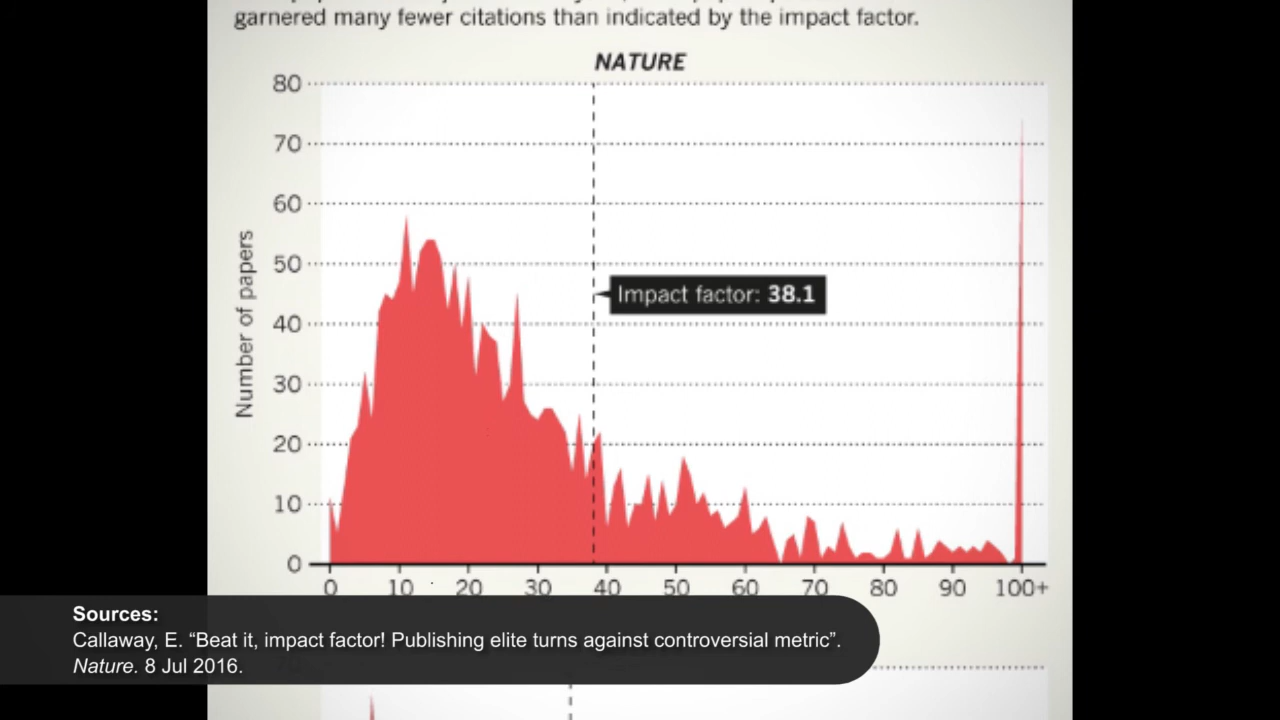 garnered many fewer citations than indicated by the impact factor.
NATURE
80
70
60
50
40
30
20
10
0
Number of papers
Impact factor: 38.1
0 10 20 30 40 50 60 70 80 90 100+
Sources:
Callaway, E. “Beat it, impact factor! Publishing elite turns against controversial metric”.
Nature. 8 Jul 2016.